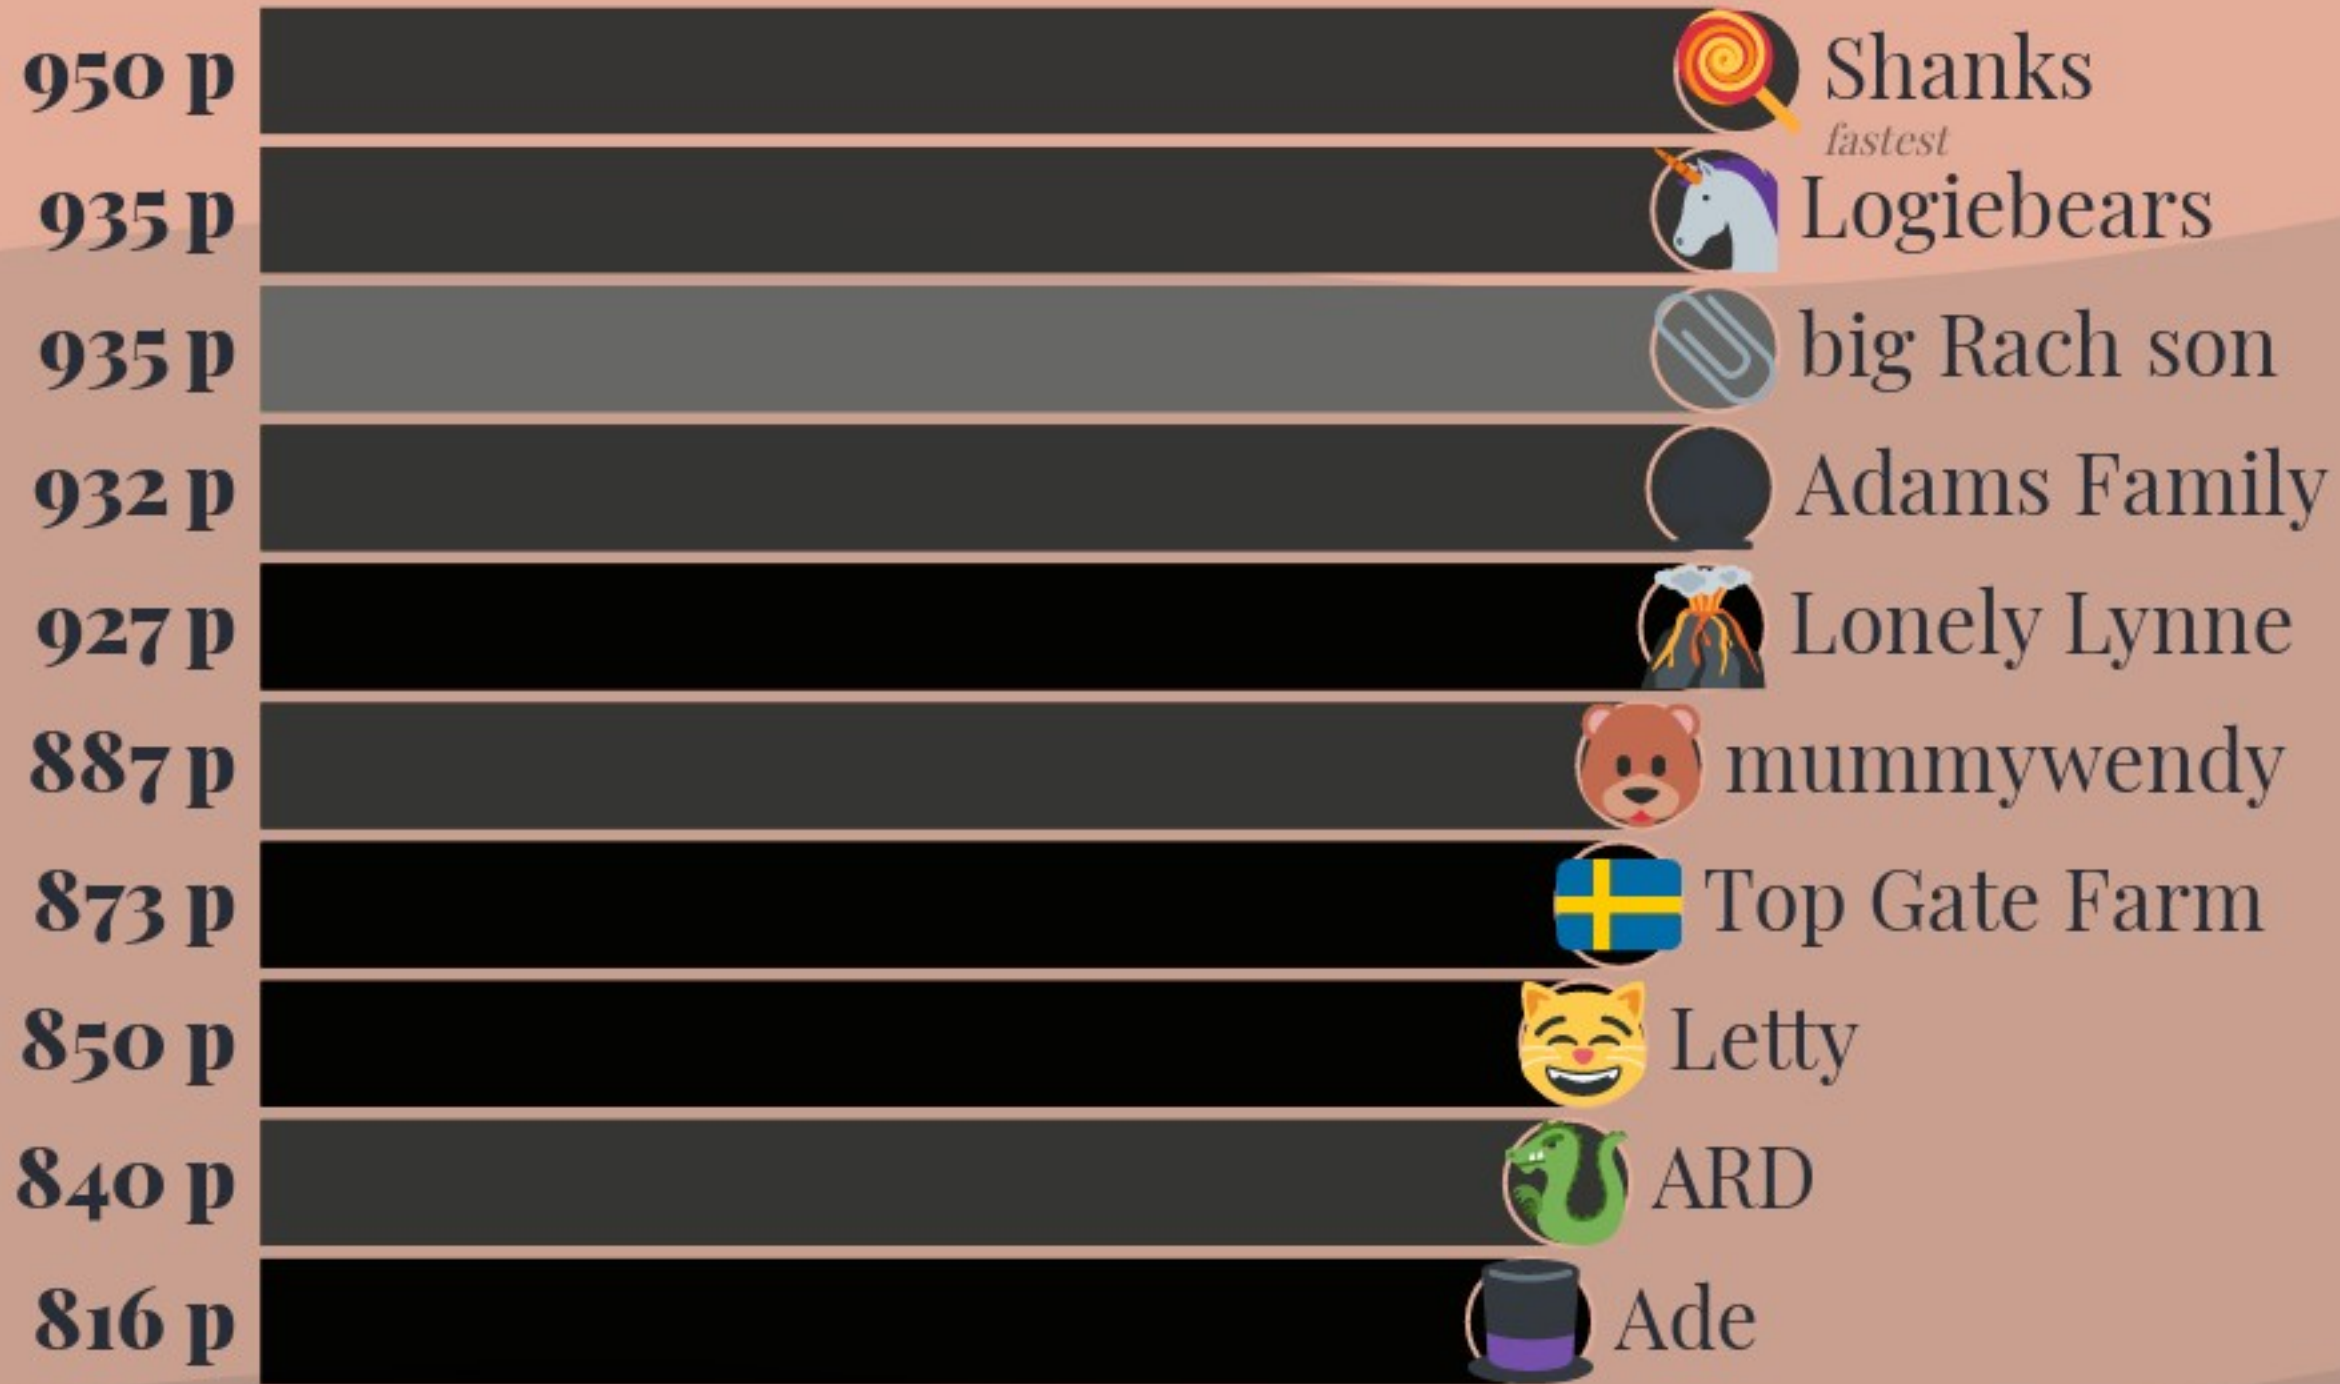 950 p Shanks
fastest
935 p Logiebears
935 p big Rach son
932 p Adams Family
927 p Lonely Lynne
887 p mummywendy
873 p Top Gate Farm
850 p Letty
840 p ARD
816 p Ade